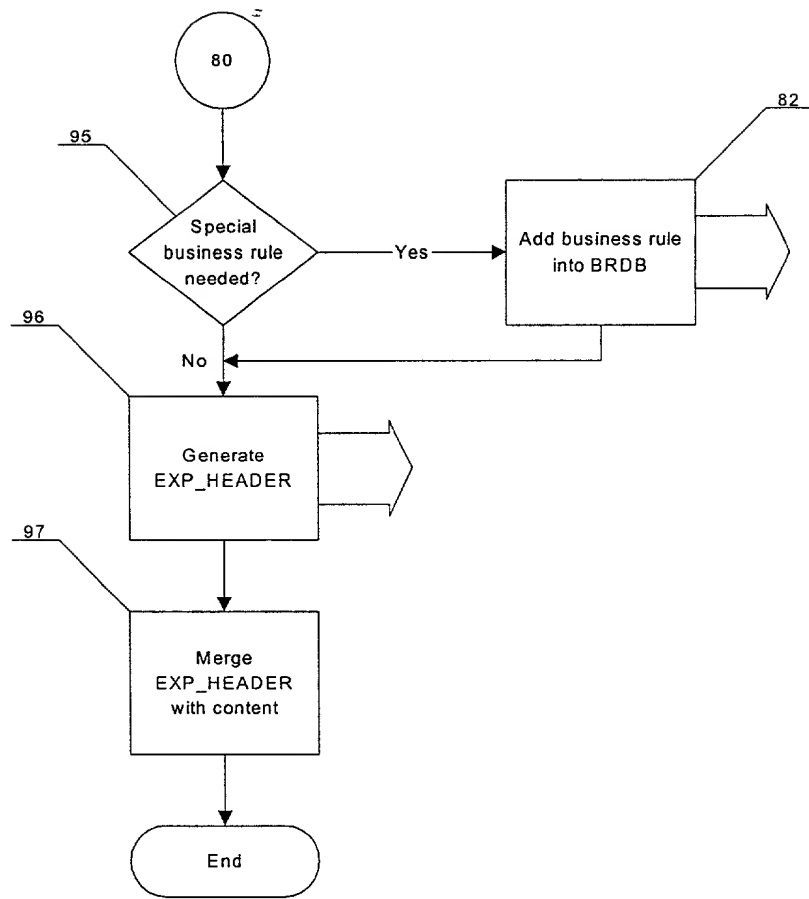 80
95
82
Special
business rule
needed?
Yes
Add business rule
into BRDB
96
No
Generate
EXP_HEADER
97
Merge
EXP_HEADER
with content
End